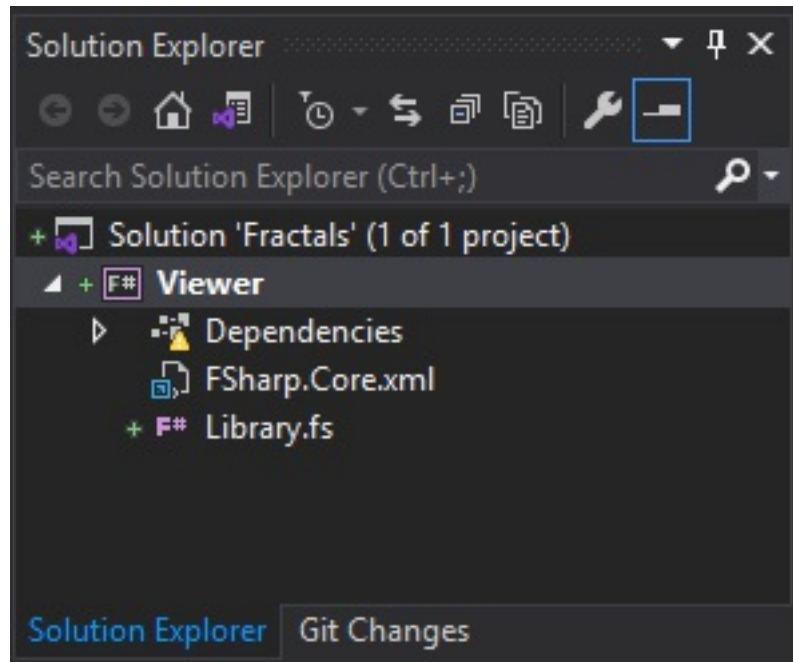 Solution Explorer
Search Solution Explorer (Ctrl+;)
Solution 'Fractals' (1 of 1 project)
F# Viewer
Dependencies
FSharp.Core.xml
F# Library.fs
Solution Explorer Git Changes